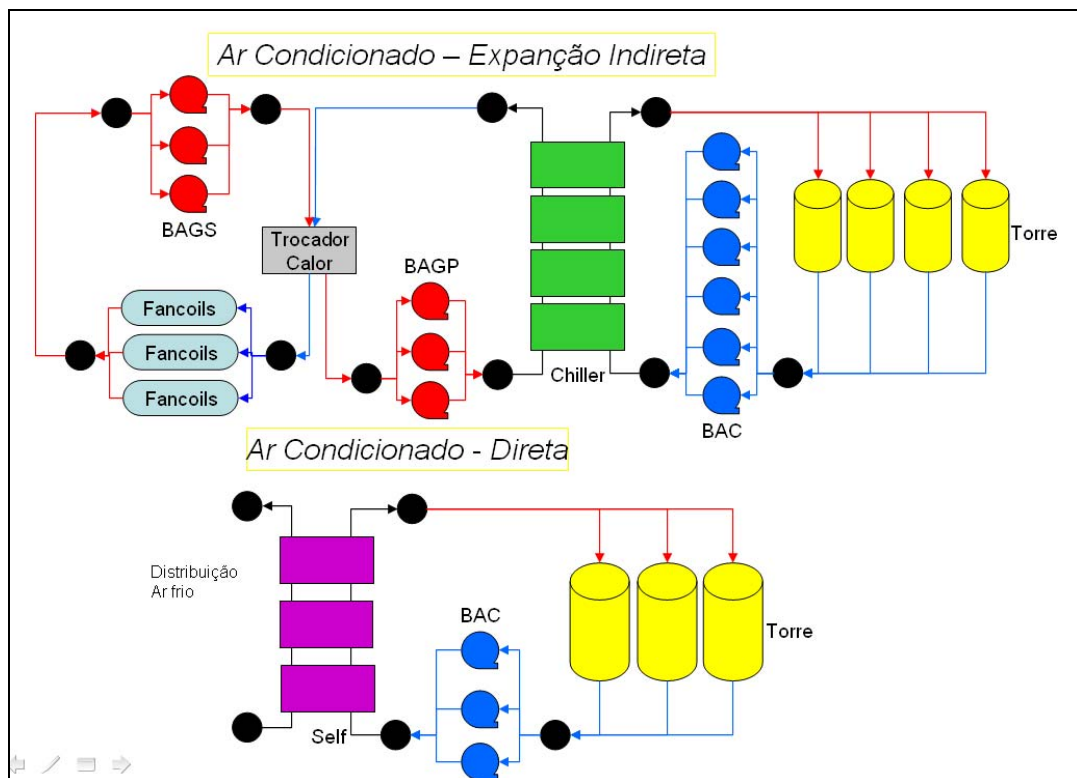 Ar Condicionado – Expanção Indireta
BAGS
Trocador
Calor
BAGP
Torre
Fancoils
Fancoils
Fancoils
Chiller
BAC
Ar Condicionado - Direta
Distribuição
Ar frio
BAC
Torre
Self